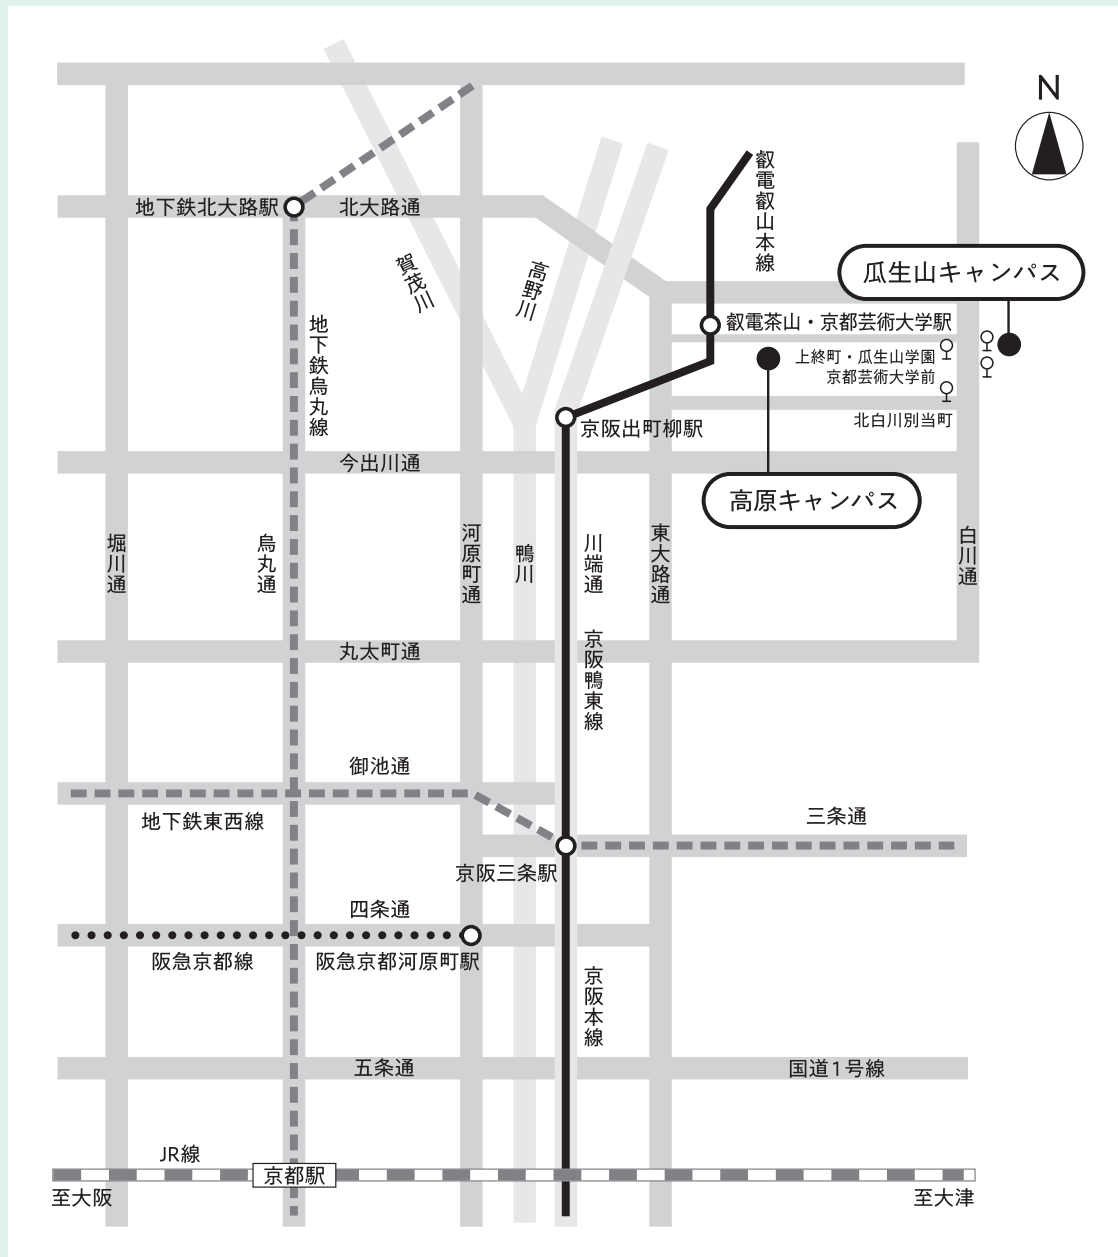 N
叡電叡山本線
地下鉄北大路駅
北大路通
瓜生山キャンパス
賀茂川
高野川
叡電茶山・京都芸術大学駅
地下鉄烏丸線
上終町・瓜生山学園
京都芸術大学前
北白川別当町
京阪出町柳駅
今出川通
高原キャンパス
堀川通
烏丸通
河原町通
鴨川
川端通
東大路通
白川通
丸太町通
京阪鴨東線
御池通
地下鉄東西線
三条通
京阪三条駅
四条通
阪急京都線
阪急京都河原町駅
京阪本線
五条通
国道1号線
JR線
京都駅
至大阪
至大津